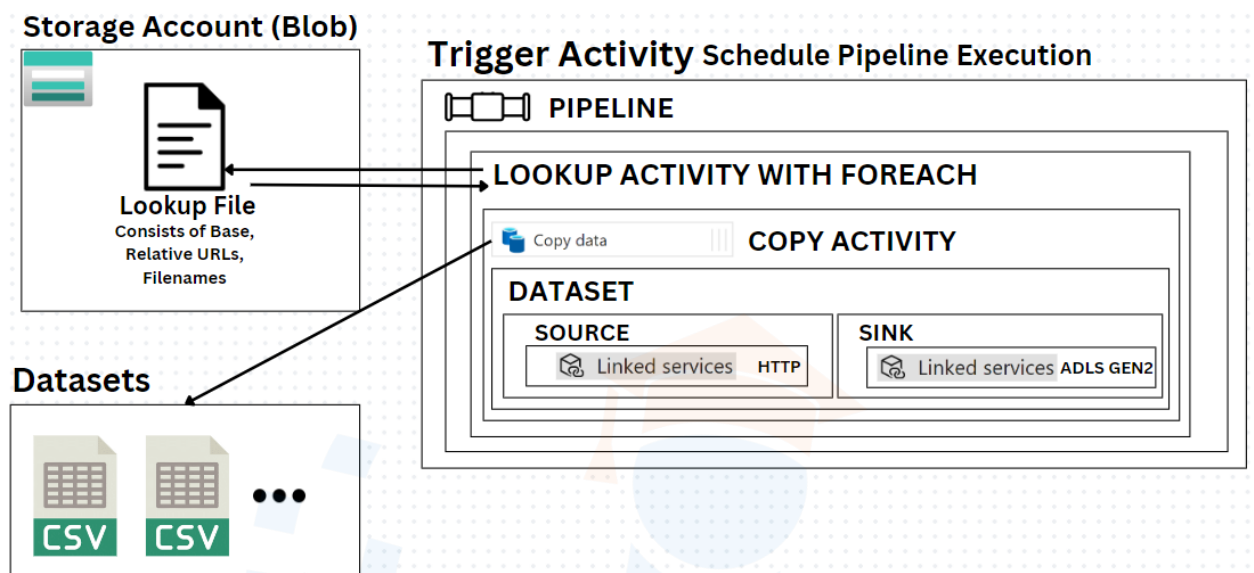 Storage Account (Blob)
Lookup File
Consists of Base,
Relative URLs,
Filenames
Datasets
CSV CSV
Trigger Activity Schedule Pipeline Execution
PIPELINE
LOOKUP ACTIVITY WITH FOREACH
Copy data COPY ACTIVITY
DATASET
SOURCE
Linked services HTTP
SINK
Linked services ADLS GEN2